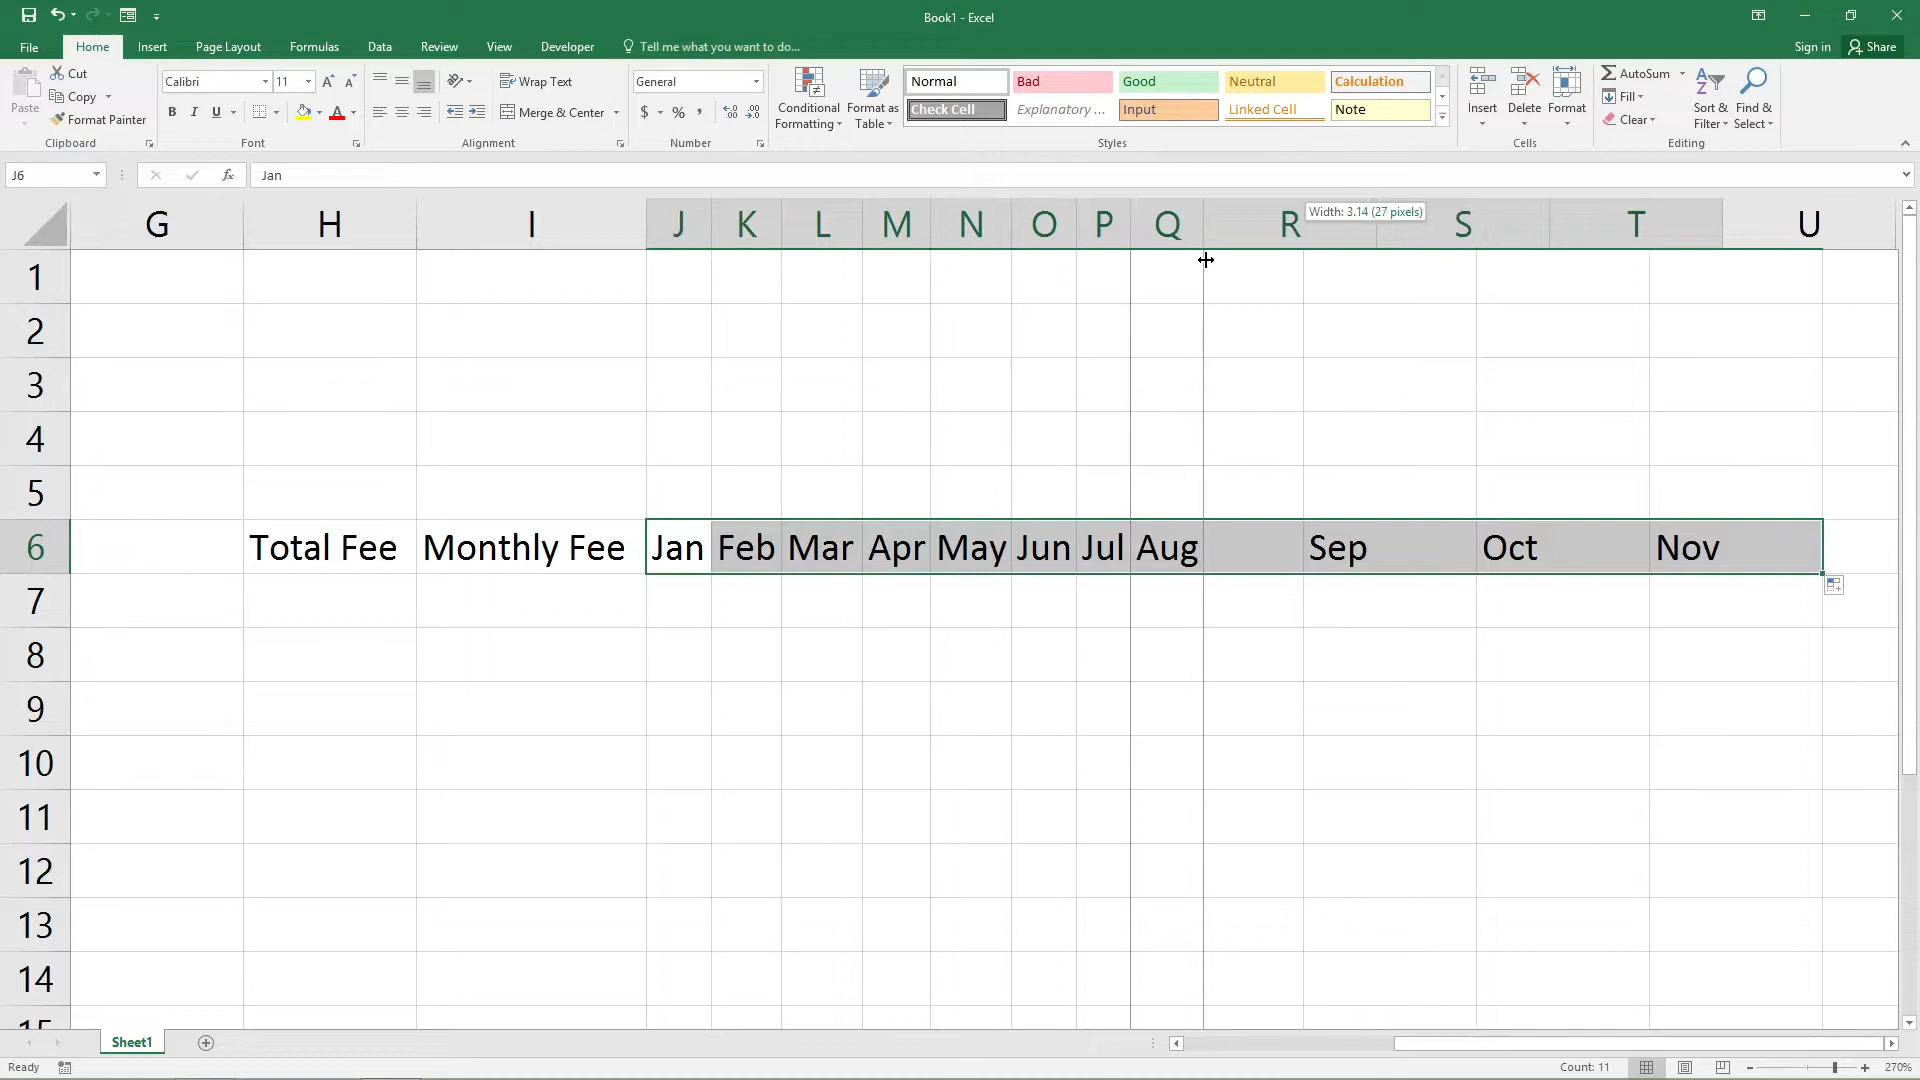 Book1 - Excel
File Home Insert Page Layout Formulas Data Review View Developer Tell me what you want to do... Sign in Share
Paste
Cut
Copy
Format Painter
Clipboard
Calibri 11
B I U
Font
Wrap Text
Merge & Center
Alignment
General
$ % ,
Number
Conditional Formatting
Format as Table
Normal Bad Good Neutral Calculation
Check Cell Explanatory ... Input Linked Cell Note
Styles
Insert Delete Format
Cells
AutoSum
Fill
Clear
Sort & Filter
Find & Select
Editing
J6 fx Jan
Width: 3.14 (27 pixels)
G H I J K L M N O P Q R S T U
1
2
3
4
5
6 Total Fee Monthly Fee Jan Feb Mar Apr May Jun Jul Aug Sep Oct Nov
7
8
9
10
11
12
13
14
15
Sheet1
Ready Count: 11 270%